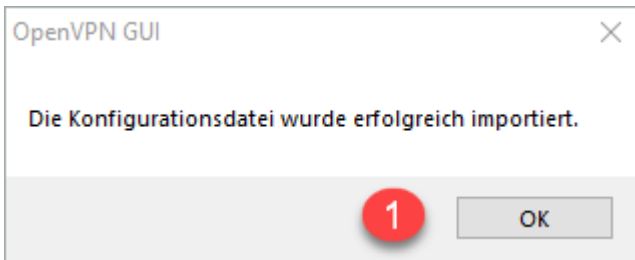 OpenVPN GUI
Die Konfigurationsdatei wurde erfolgreich importiert.
1
OK